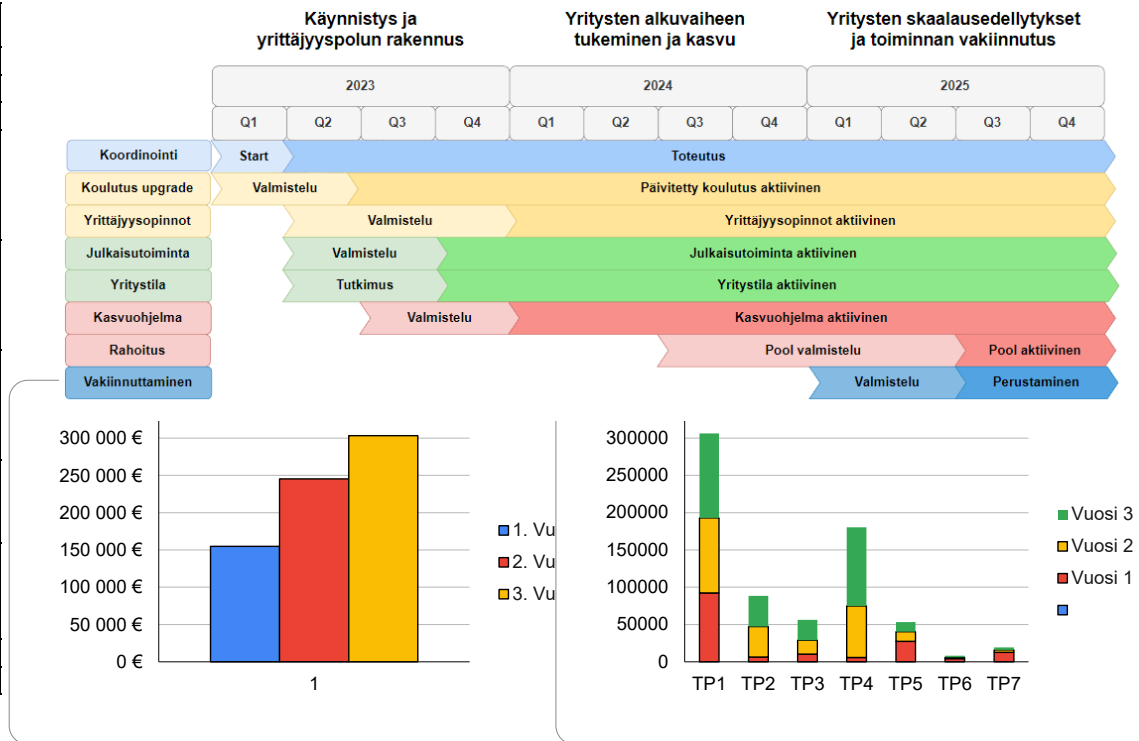 Käynnistys ja
yrittäjyyspolun rakennus
Yritysten alkuvaiheen
tukeminen ja kasvu
Yritysten skaalausedellytykset
ja toiminnan vakiinnutus
2023
2024
2025
Q1
Q2
Q3
Q4
Q1
Q2
Q3
Q4
Q1
Q2
Q3
Q4
Koordinointi
Start
Toteutus
Koulutus upgrade
Valmistelu
Päivitetty koulutus aktiivinen
Yrittäjyysopinnot
Valmistelu
Yrittäjyysopinnot aktiivinen
Julkaisutoiminta
Valmistelu
Julkaisutoiminta aktiivinen
Yritystila
Tutkimus
Yritystila aktiivinen
Kasvuohjelma
Valmistelu
Kasvuohjelma aktiivinen
Rahoitus
Pool valmistelu
Pool aktiivinen
Vakiinnuttaminen
Valmistelu
Perustaminen
300 000 €
250 000 €
200 000 €
150 000 €
100 000 €
50 000 €
0 €
1
1. Vu
2. Vu
3. Vu
300000
250000
200000
150000
100000
50000
0
TP1
TP2
TP3
TP4
TP5
TP6
TP7
Vuosi 3
Vuosi 2
Vuosi 1